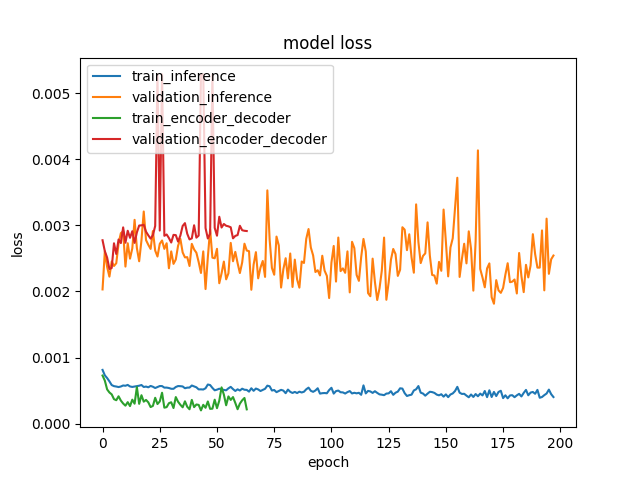 model loss
train_inference
validation_inference
train_encoder_decoder
validation_encoder_decoder
0.005
0.004
0.003
0.002
0.001
0.000
loss
0 25 50 75 100 125 150 175 200
epoch